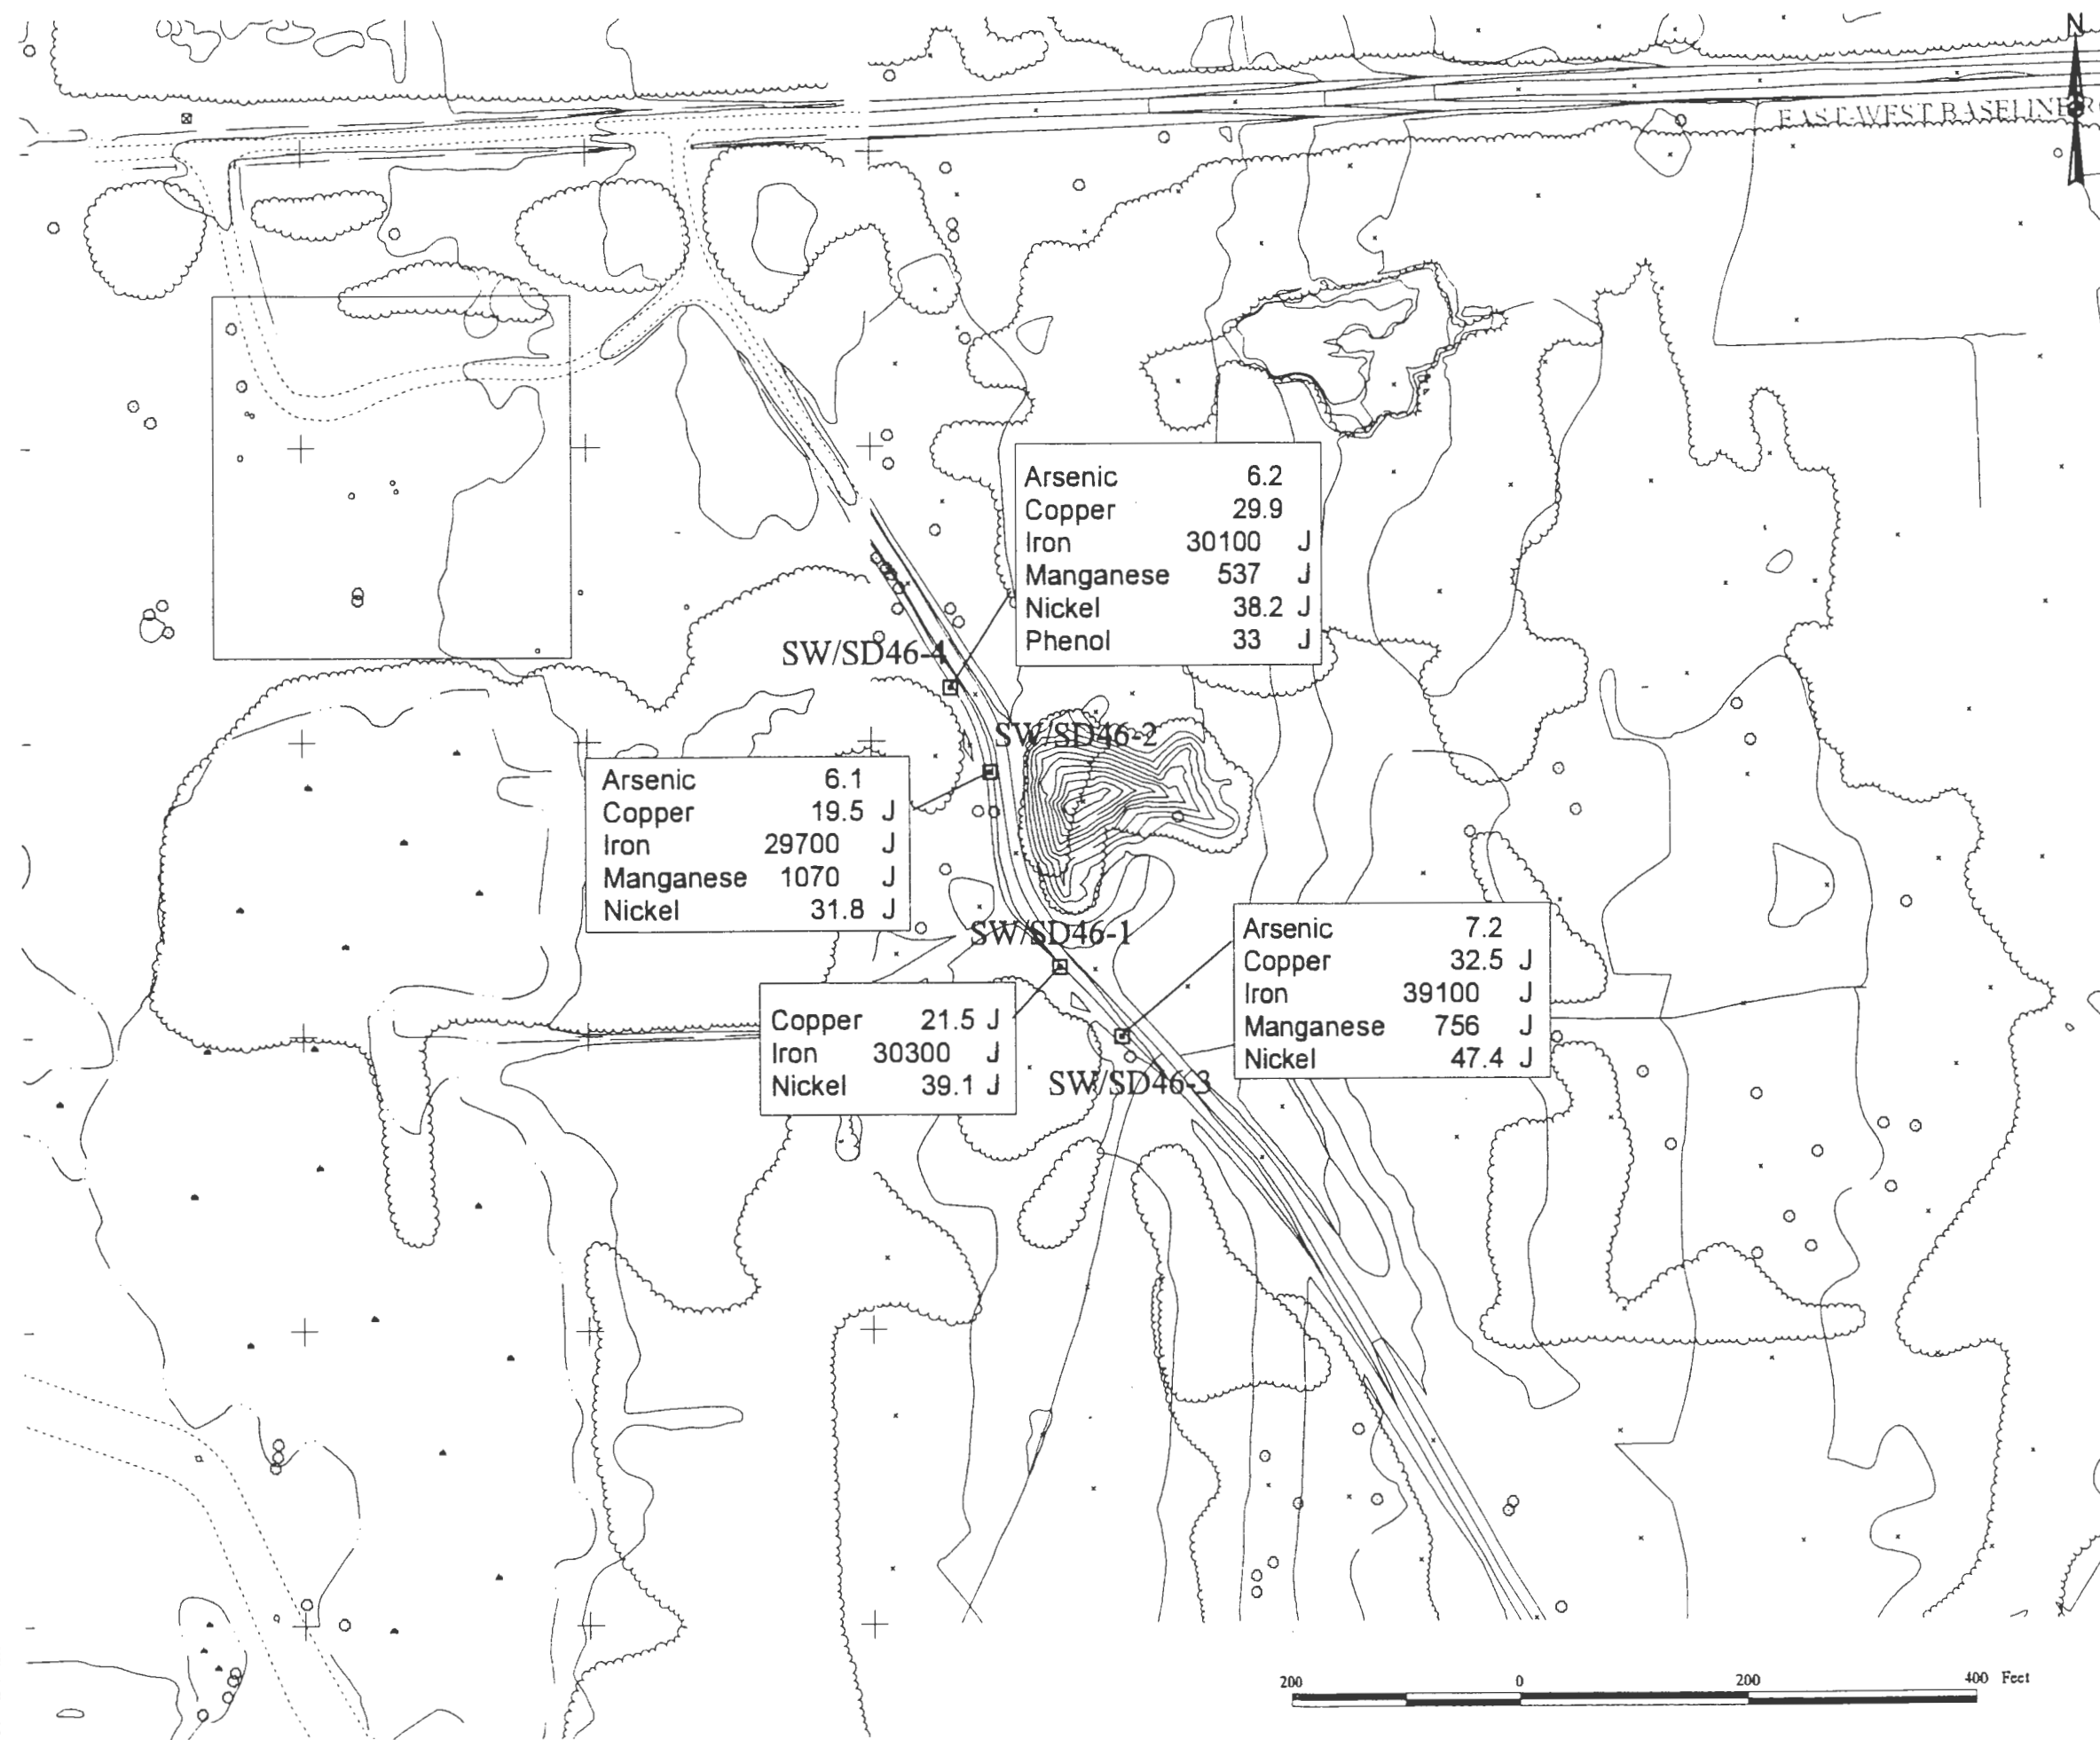 N
EAST-WEST BASELINE
Arsenic 6.2
Copper 29.9
Iron 30100 J
Manganese 537 J
Nickel 38.2 J
Phenol 33 J
SW/SD46-4
SW/SD46-2
Arsenic 6.1
Copper 19.5 J
Iron 29700 J
Manganese 1070 J
Nickel 31.8 J
SW/SD46-1
Arsenic 7.2
Copper 32.5 J
Iron 39100 J
Manganese 756 J
Nickel 47.4 J
Copper 21.5 J
Iron 30300 J
Nickel 39.1 J
SW/SD46-3
200 0 200 400 Feet